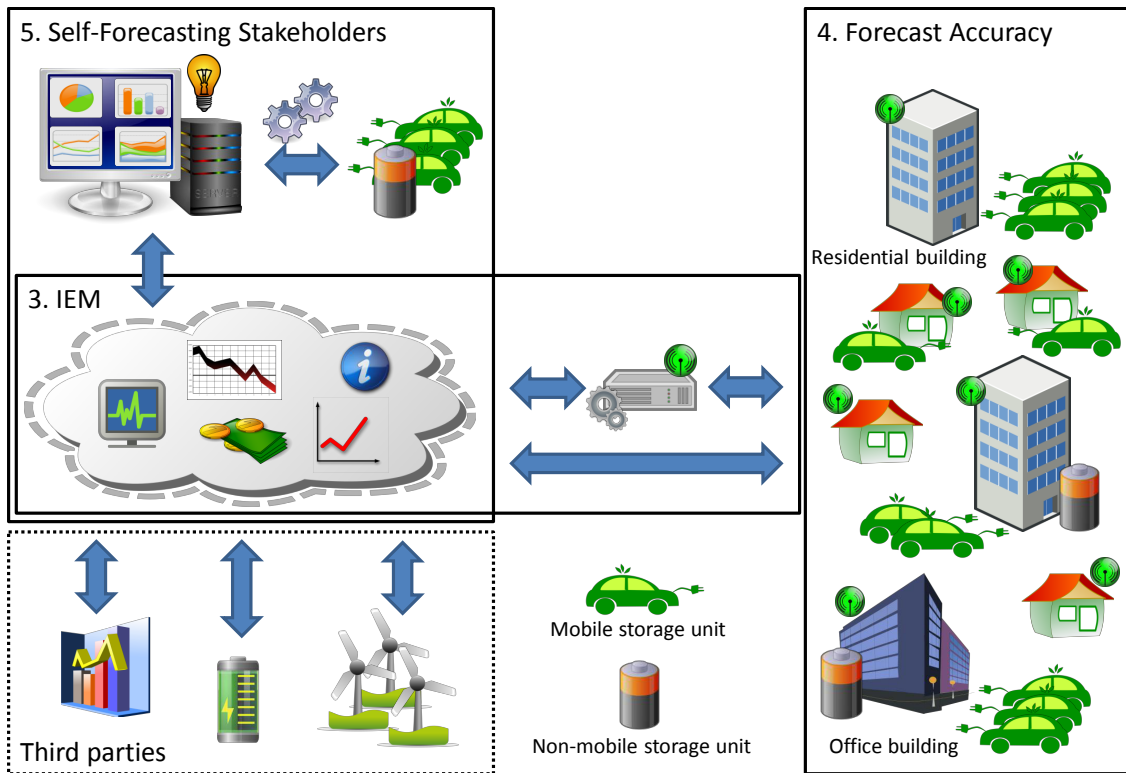 5. Self-Forecasting Stakeholders
4. Forecast Accuracy
SERVER
Residential building
3. IEM
Mobile storage unit
Non-mobile storage unit
Office building
Third parties